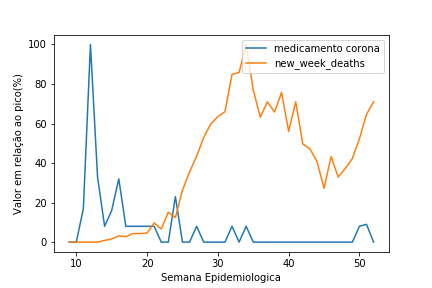 medicamento corona
new_week_deaths
Valor em relação ao pico(%)
100
80
60
40
20
0
10
20
30
40
50
Semana Epidemiologica